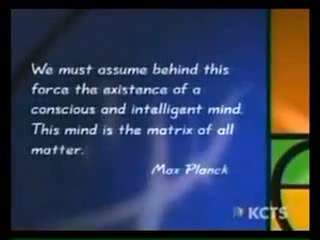 We must assume behind this
force the existence of a
conscious and intelligent mind.
This mind is the matrix of all
matter.
Max Planck
KCTS